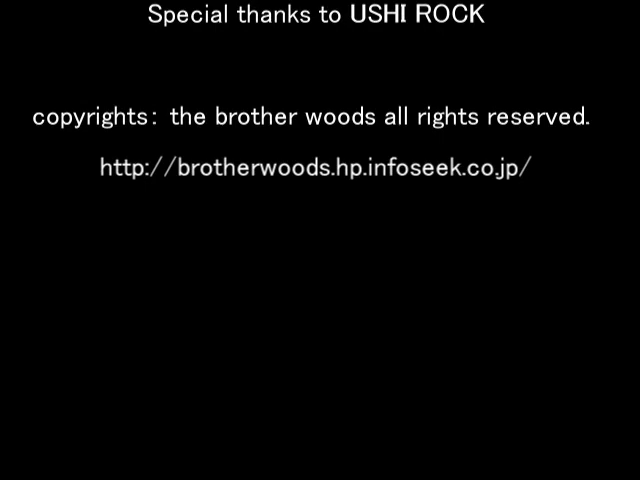 Special thanks to USHI ROCK
copyrights: the brother woods all rights reserved.
http://brotherwoods.hp.infoseek.co.jp/